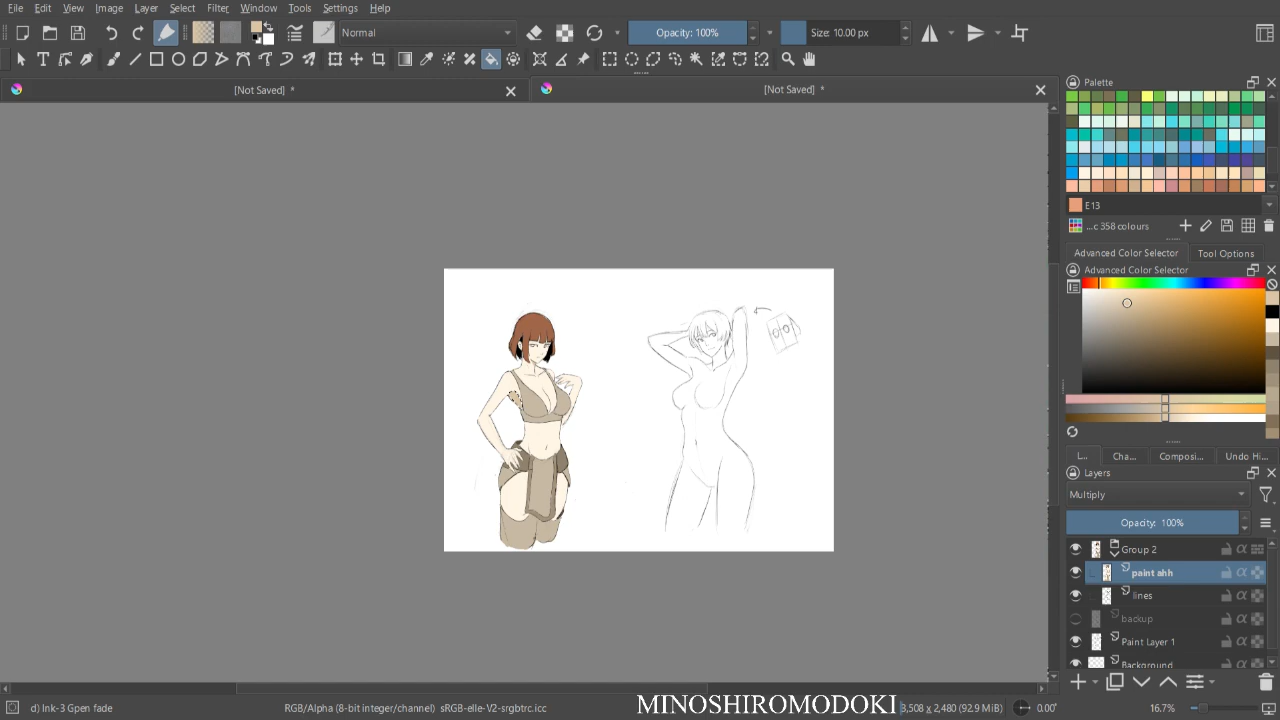 File Edit View Image Layer Select Filter Window Tools Settings Help
Normal Opacity: 100% Size: 10.00 px
[Not Saved] * [Not Saved] *
Palette
E13
...c 358 colours
Advanced Color Selector Tool Options
Advanced Color Selector
L... Cha... Composi... Undo Hi...
Layers
Multiply
Opacity: 100%
Group 2
paint ahh
lines
backup
Paint Layer 1
Background
d) Ink-3 Gpen fade RGB/Alpha (8-bit integer/channel) sRGB-elle-V2-srgbtrc.icc MINOSHIROMODOKI 3,508 x 2,480 (92.9 MiB) 0.00° 16.7%